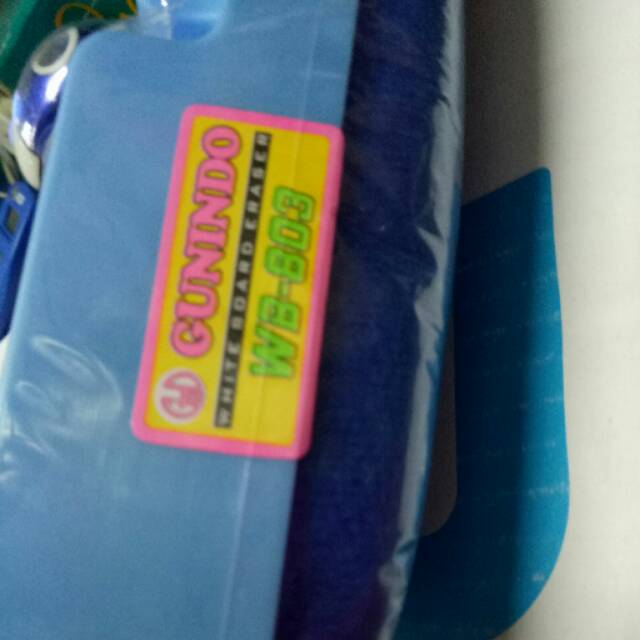 GUNINDO
WHITE BOARD ERASER
WB-803